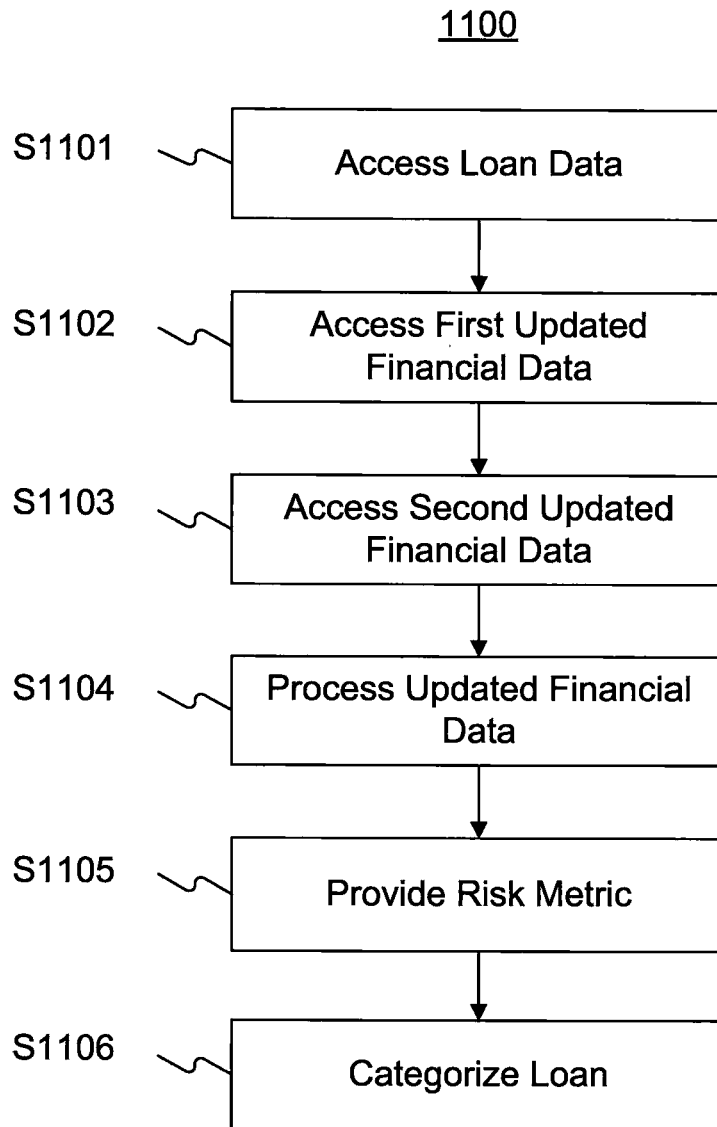 1100
S1101
Access Loan Data
S1102
Access First Updated
Financial Data
S1103
Access Second Updated
Financial Data
S1104
Process Updated Financial
Data
S1105
Provide Risk Metric
S1106
Categorize Loan